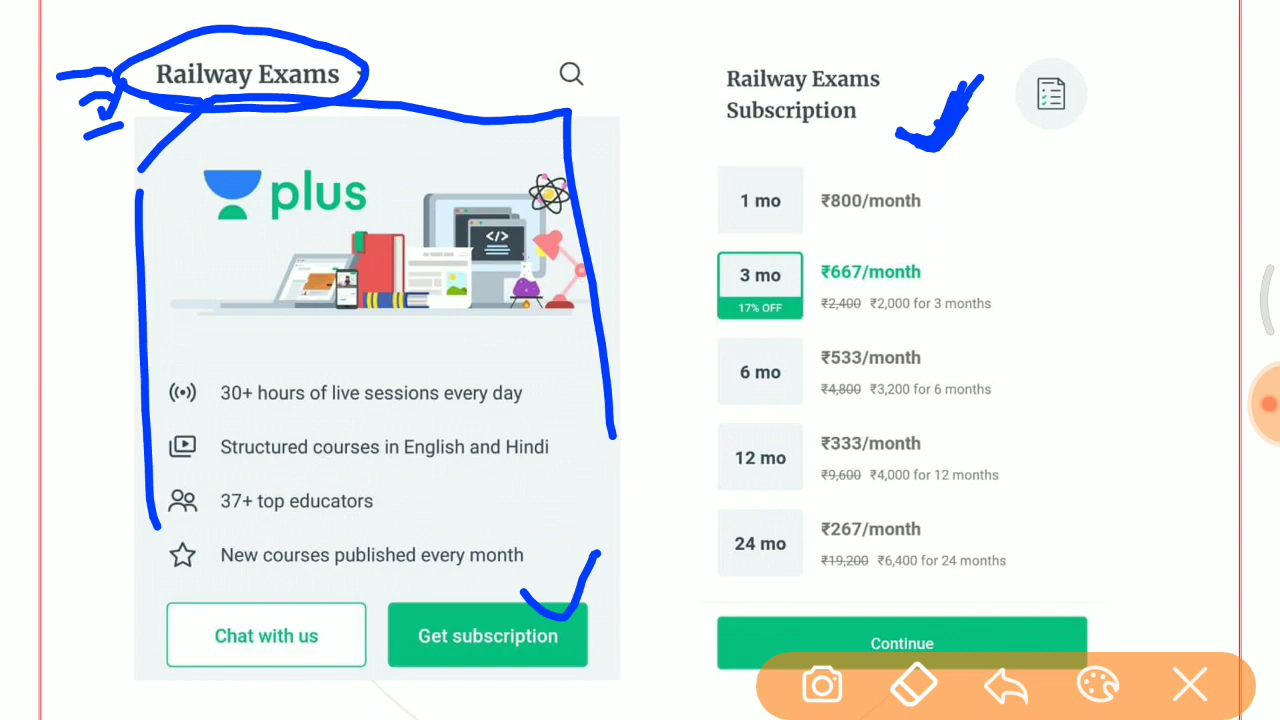 Railway Exams
plus
</>
30+ hours of live sessions every day
Structured courses in English and Hindi
37+ top educators
New courses published every month
Chat with us
Get subscription
Railway Exams
Subscription
1 mo
₹800/month
3 mo
17% OFF
₹667/month
₹2,400 ₹2,000 for 3 months
6 mo
₹533/month
₹4,800 ₹3,200 for 6 months
12 mo
₹333/month
₹9,600 ₹4,000 for 12 months
24 mo
₹267/month
₹19,200 ₹6,400 for 24 months
Continue